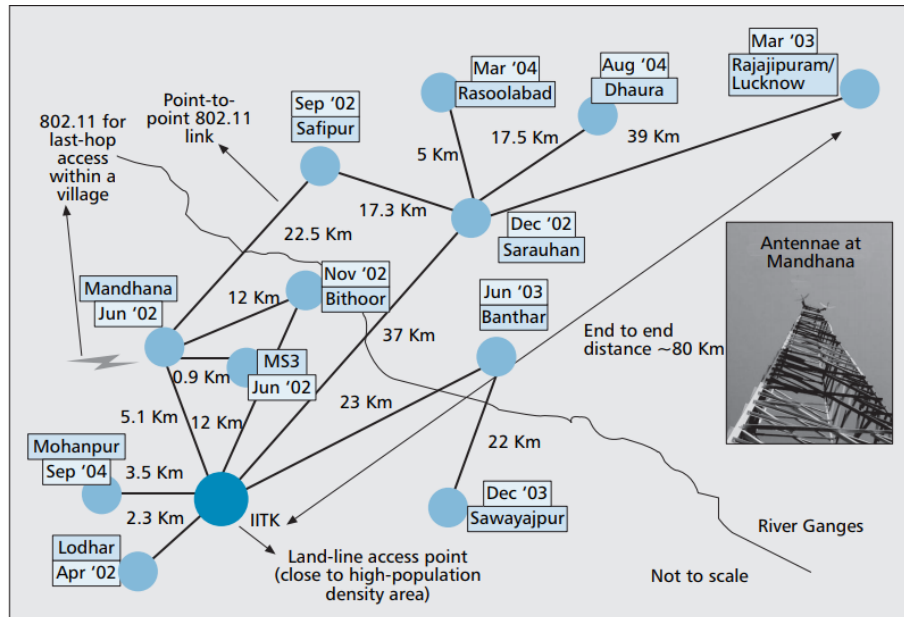 Mar '03
Rajajipuram/
Lucknow
Mar '04
Rasoolabad
Aug '04
Dhaura
Sep '02
Safipur
Point-to-
point 802.11
link
802.11 for
last-hop
access
within a
village
5 Km
17.5 Km
39 Km
17.3 Km
22.5 Km
Dec '02
Sarauhan
Antennae at
Mandhana
Mandhana
Jun '02
12 Km
Nov '02
Bithoor
Jun '03
Banthar
37 Km
End to end
distance ~80 Km
0.9 Km
MS3
Jun '02
5.1 Km
12 Km
23 Km
22 Km
Mohanpur
Sep '04
3.5 Km
2.3 Km
IITK
Dec '03
Sawayajpur
River Ganges
Lodhar
Apr '02
Land-line access point
(close to high-population
density area)
Not to scale